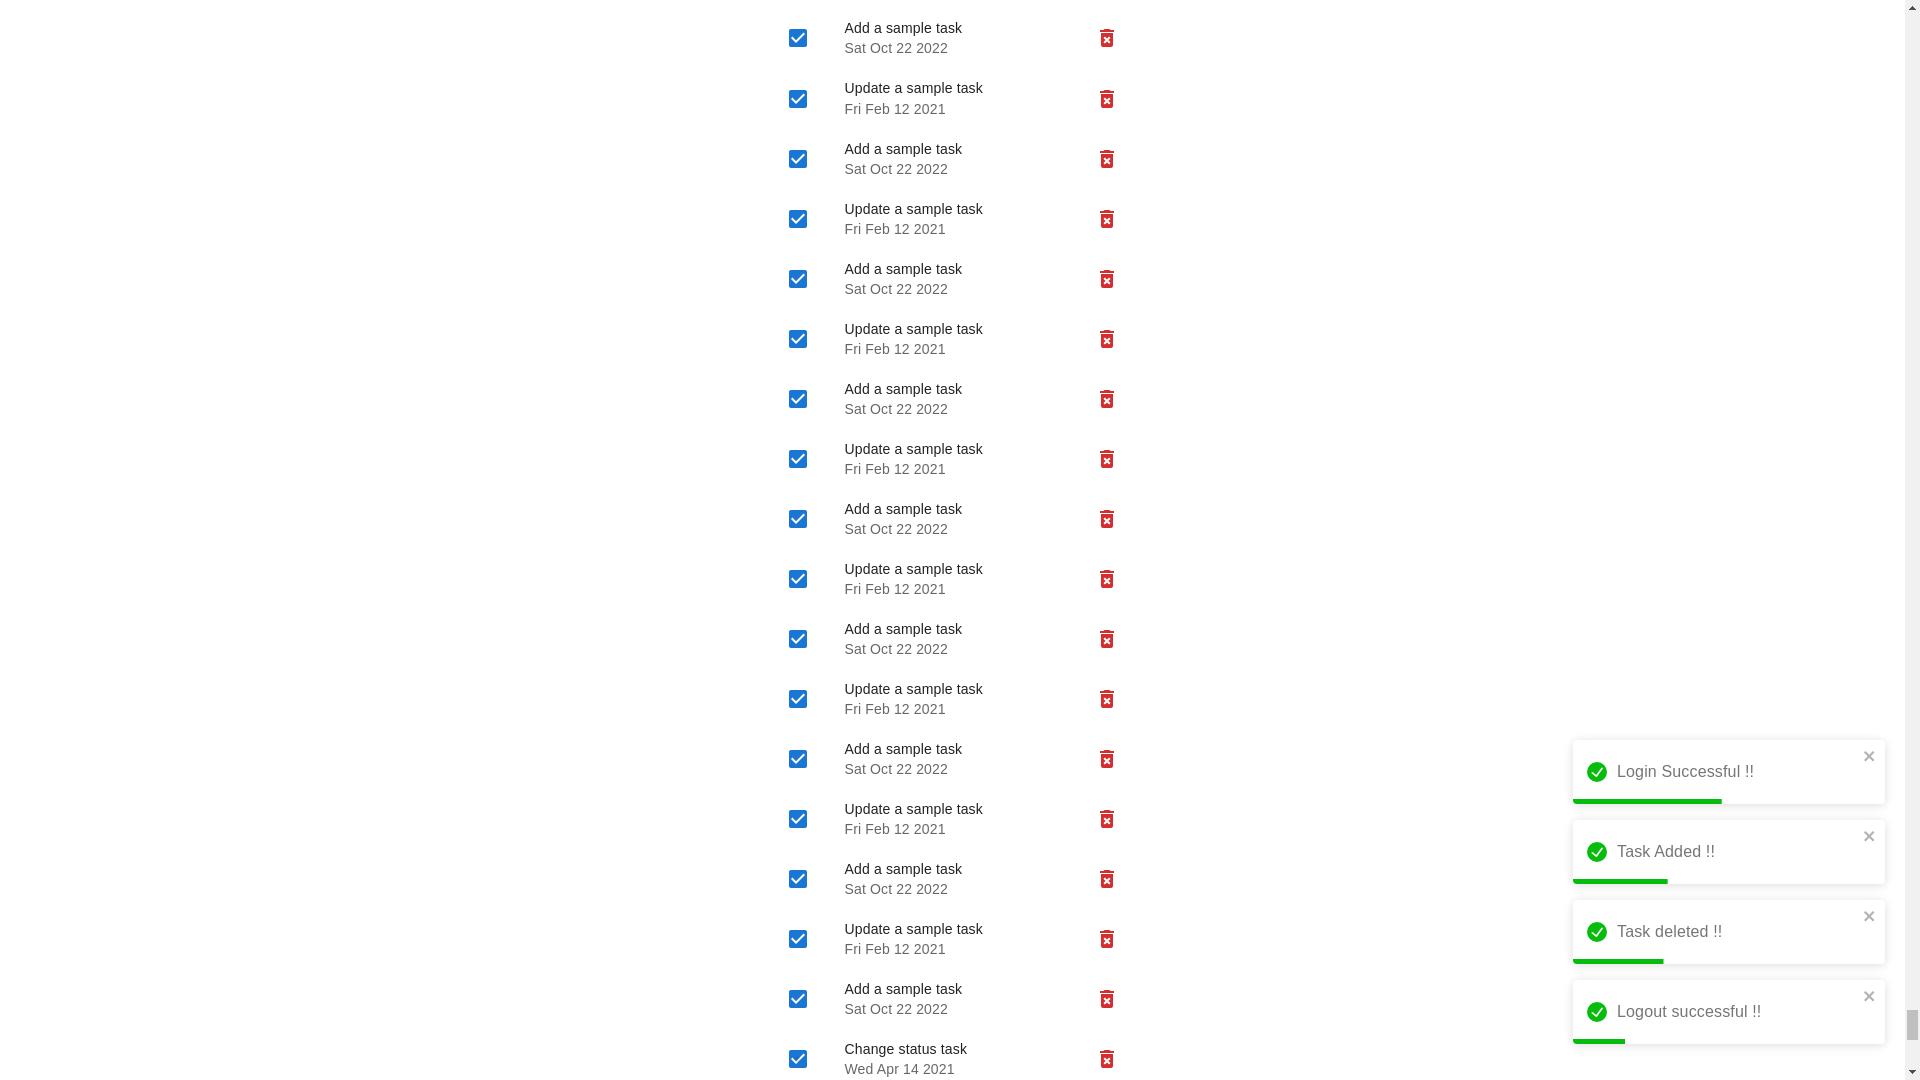 Add a sample task
Sat Oct 22 2022
Update a sample task
Fri Feb 12 2021
Add a sample task
Sat Oct 22 2022
Update a sample task
Fri Feb 12 2021
Add a sample task
Sat Oct 22 2022
Update a sample task
Fri Feb 12 2021
Add a sample task
Sat Oct 22 2022
Update a sample task
Fri Feb 12 2021
Add a sample task
Sat Oct 22 2022
Update a sample task
Fri Feb 12 2021
Add a sample task
Sat Oct 22 2022
Update a sample task
Fri Feb 12 2021
Add a sample task
Sat Oct 22 2022
Update a sample task
Fri Feb 12 2021
Add a sample task
Sat Oct 22 2022
Update a sample task
Fri Feb 12 2021
Add a sample task
Sat Oct 22 2022
Change status task
Wed Apr 14 2021
Login Successful !!
Task Added !!
Task deleted !!
Logout successful !!